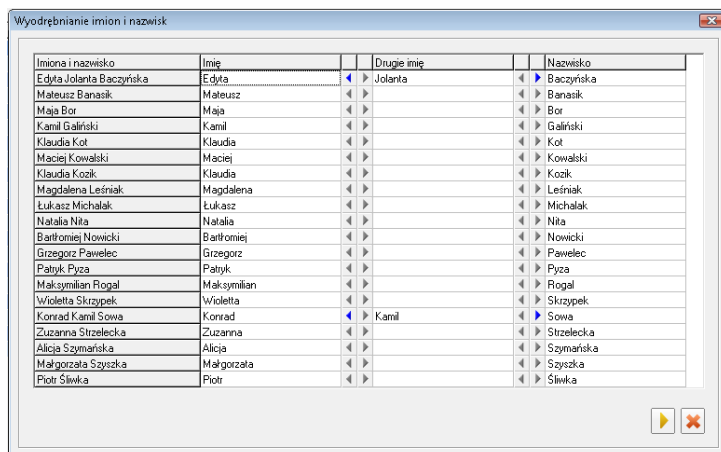 Wyodrębnianie imion i nazwisk
Imiona i nazwisko Imię Drugie imię Nazwisko
Edyta Jolanta Baczyńska Edyta Jolanta Baczyńska
Mateusz Banasik Mateusz Banasik
Maja Bor Maja Bor
Kamil Galiński Kamil Galiński
Klaudia Kot Klaudia Kot
Maciej Kowalski Maciej Kowalski
Klaudia Kozik Klaudia Kozik
Magdalena Leśniak Magdalena Leśniak
Łukasz Michalak Łukasz Michalak
Natalia Nita Natalia Nita
Bartłomiej Nowicki Bartłomiej Nowicki
Grzegorz Pawelec Grzegorz Pawelec
Patryk Pyza Patryk Pyza
Maksymilian Rogal Maksymilian Rogal
Wioletta Skrzypek Wioletta Skrzypek
Konrad Kamil Sowa Konrad Kamil Sowa
Zuzanna Strzelecka Zuzanna Strzelecka
Alicja Szymańska Alicja Szymańska
Małgorzata Szyszka Małgorzata Szyszka
Piotr Śliwka Piotr Śliwka